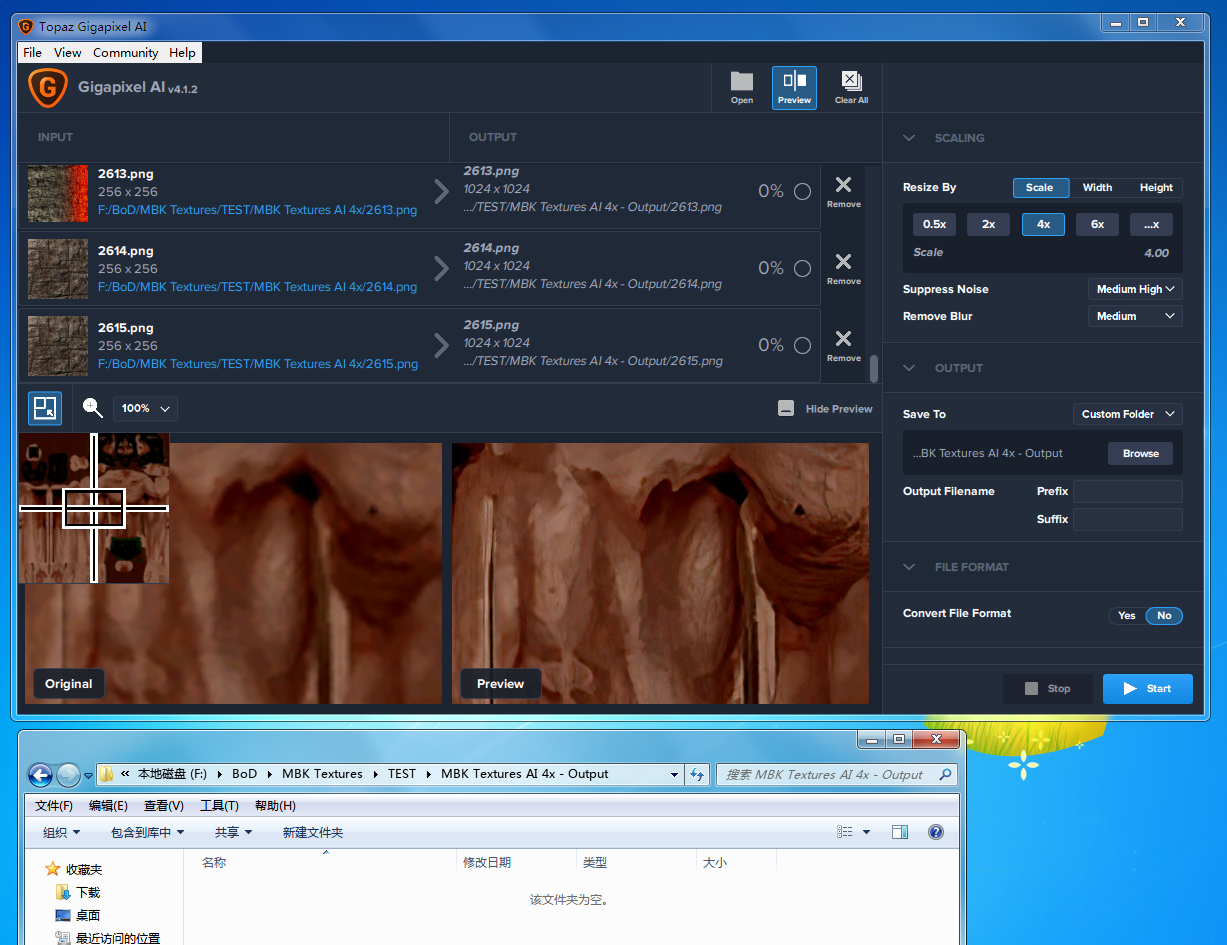 Topaz Gigapixel AI
File View Community Help
Gigapixel AI v4.1.2
Open Preview Clear All
INPUT OUTPUT
2613.png
256 x 256
F:/BoD/MBK Textures/TEST/MBK Textures AI 4x/2613.png
2613.png
1024 x 1024
.../TEST/MBK Textures AI 4x - Output/2613.png
0%
Remove
2614.png
256 x 256
F:/BoD/MBK Textures/TEST/MBK Textures AI 4x/2614.png
2614.png
1024 x 1024
.../TEST/MBK Textures AI 4x - Output/2614.png
0%
Remove
2615.png
256 x 256
F:/BoD/MBK Textures/TEST/MBK Textures AI 4x/2615.png
2615.png
1024 x 1024
.../TEST/MBK Textures AI 4x - Output/2615.png
0%
Remove
100%
Hide Preview
Original
Preview
SCALING
Resize By Scale Width Height
0.5x 2x 4x 6x ...x
Scale 4.00
Suppress Noise Medium High
Remove Blur Medium
OUTPUT
Save To Custom Folder
...BK Textures AI 4x - Output Browse
Output Filename Prefix
Suffix
FILE FORMAT
Convert File Format Yes No
Stop Start
« 本地磁盘 (F:) BoD MBK Textures TEST MBK Textures AI 4x - Output
搜索 MBK Textures AI 4x - Output
文件(F) 编辑(E) 查看(V) 工具(T) 帮助(H)
组织 包含到库中 共享 新建文件夹
收藏夹
下载
桌面
最近访问的位置
名称 修改日期 类型 大小
该文件夹为空。